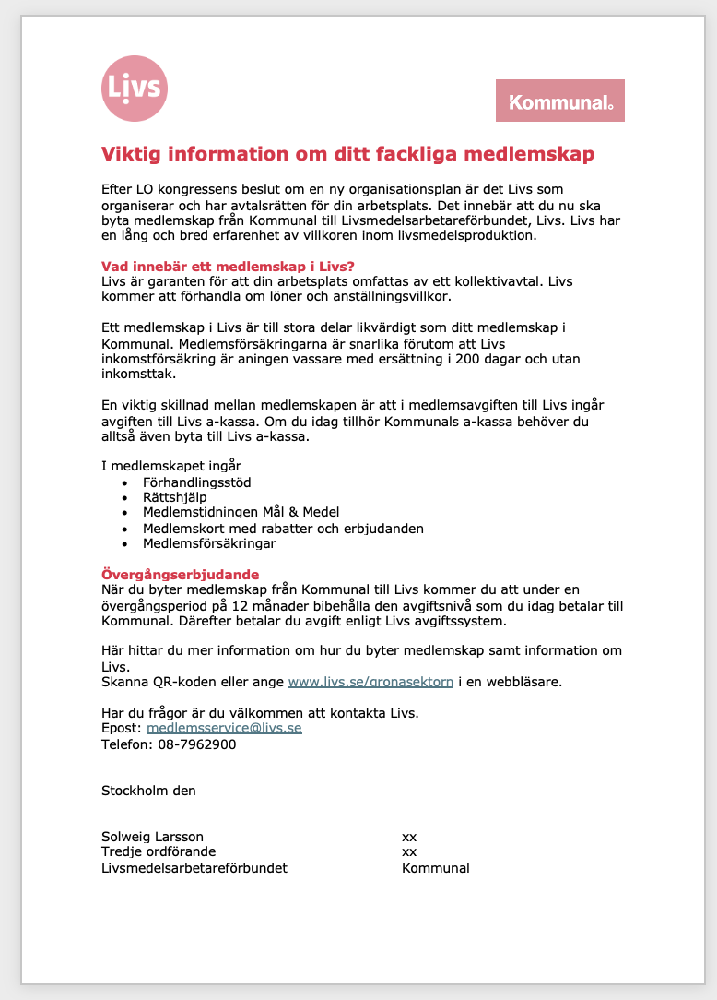 Livs
Kommunal.
Viktig information om ditt fackliga medlemskap
Efter LO kongressens beslut om en ny organisationsplan är det Livs som
organiserar och har avtalsrätten för din arbetsplats. Det innebär att du nu ska
byta medlemskap från Kommunal till Livsmedelsarbetareförbundet, Livs. Livs har
en lång och bred erfarenhet av villkoren inom livsmedelsproduktion.
Vad innebär ett medlemskap i Livs?
Livs är garanten för att din arbetsplats omfattas av ett kollektivavtal. Livs
kommer att förhandla om löner och anställningsvillkor.
Ett medlemskap i Livs är till stora delar likvärdigt som ditt medlemskap i
Kommunal. Medlemsförsäkringarna är snarlika förutom att Livs
inkomstförsäkring är aningen vassare med ersättning i 200 dagar och utan
inkomsttak.
En viktig skillnad mellan medlemskapen är att i medlemsavgiften till Livs ingår
avgiften till Livs a-kassa. Om du idag tillhör Kommunals a-kassa behöver du
alltså även byta till Livs a-kassa.
I medlemskapet ingår
• Förhandlingsstöd
• Rättshjälp
• Medlemstidningen Mål & Medel
• Medlemskort med rabatter och erbjudanden
• Medlemsförsäkringar
Övergångserbjudande
När du byter medlemskap från Kommunal till Livs kommer du att under en
övergångsperiod på 12 månader bibehålla den avgiftsnivå som du idag betalar till
Kommunal. Därefter betalar du avgift enligt Livs avgiftssystem.
Här hittar du mer information om hur du byter medlemskap samt information om
Livs.
Skanna QR-koden eller ange www.livs.se/gronasektorn i en webbläsare.
Har du frågor är du välkommen att kontakta Livs.
Epost: medlemsservice@livs.se
Telefon: 08-7962900
Stockholm den
Solweig Larsson xx
Tredje ordförande xx
Livsmedelsarbetareförbundet Kommunal